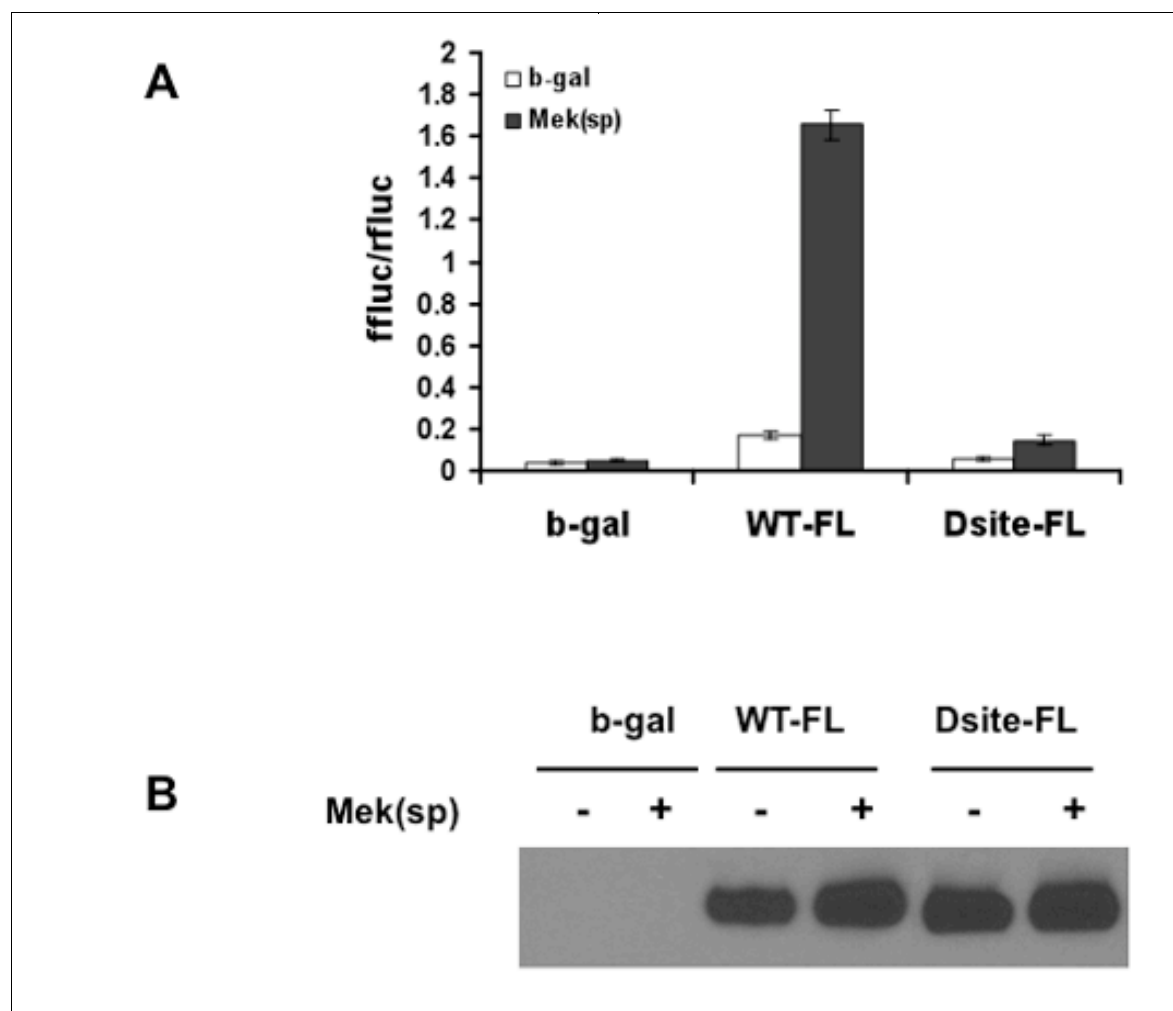 A
b-gal
Mek(sp)
ffluc/rfluc
2
1.8
1.6
1.4
1.2
1
0.8
0.6
0.4
0.2
0
b-gal WT-FL Dsite-FL
b-gal WT-FL Dsite-FL
B
Mek(sp) - + - + - +